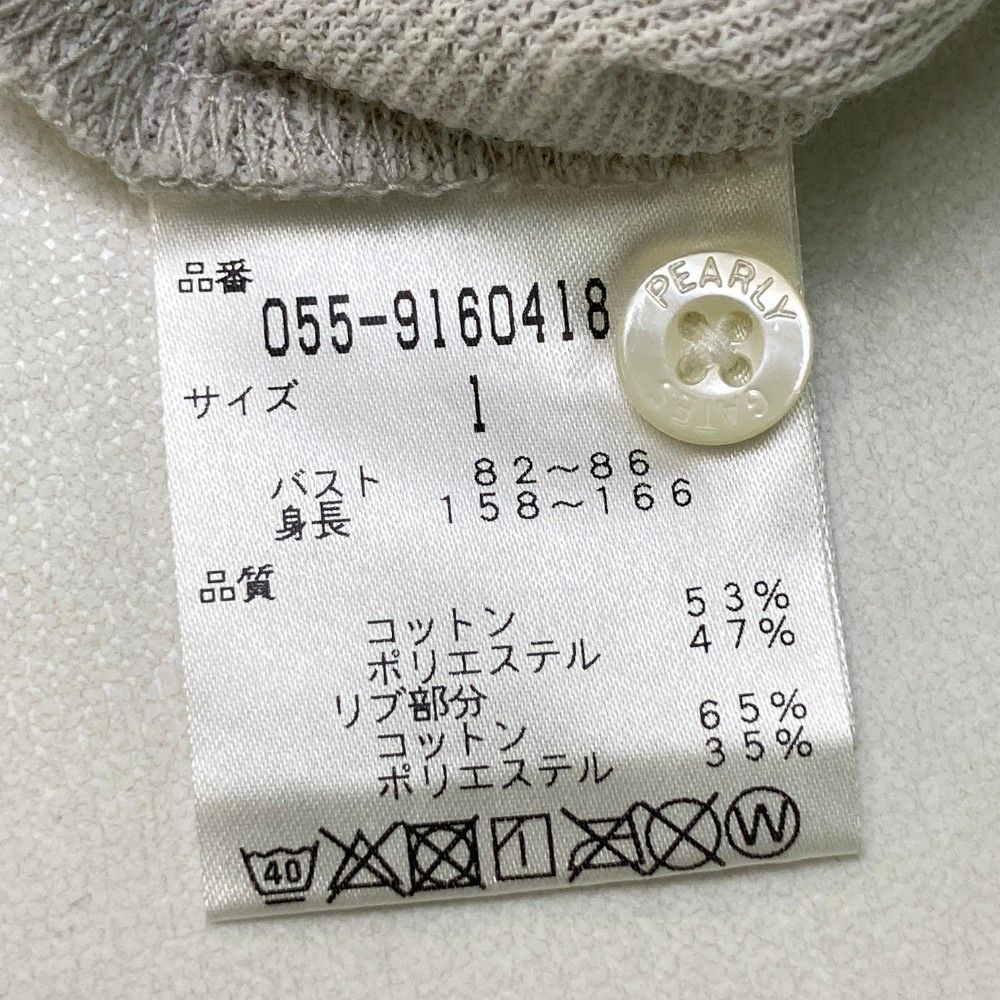 品番
055-9160418
PEARLY
GATES
サイズ 1
バスト 82～86
身長 158～166
品質
コットン 53%
ポリエステル 47%
リブ部分
コットン 65%
ポリエステル 35%
40
W